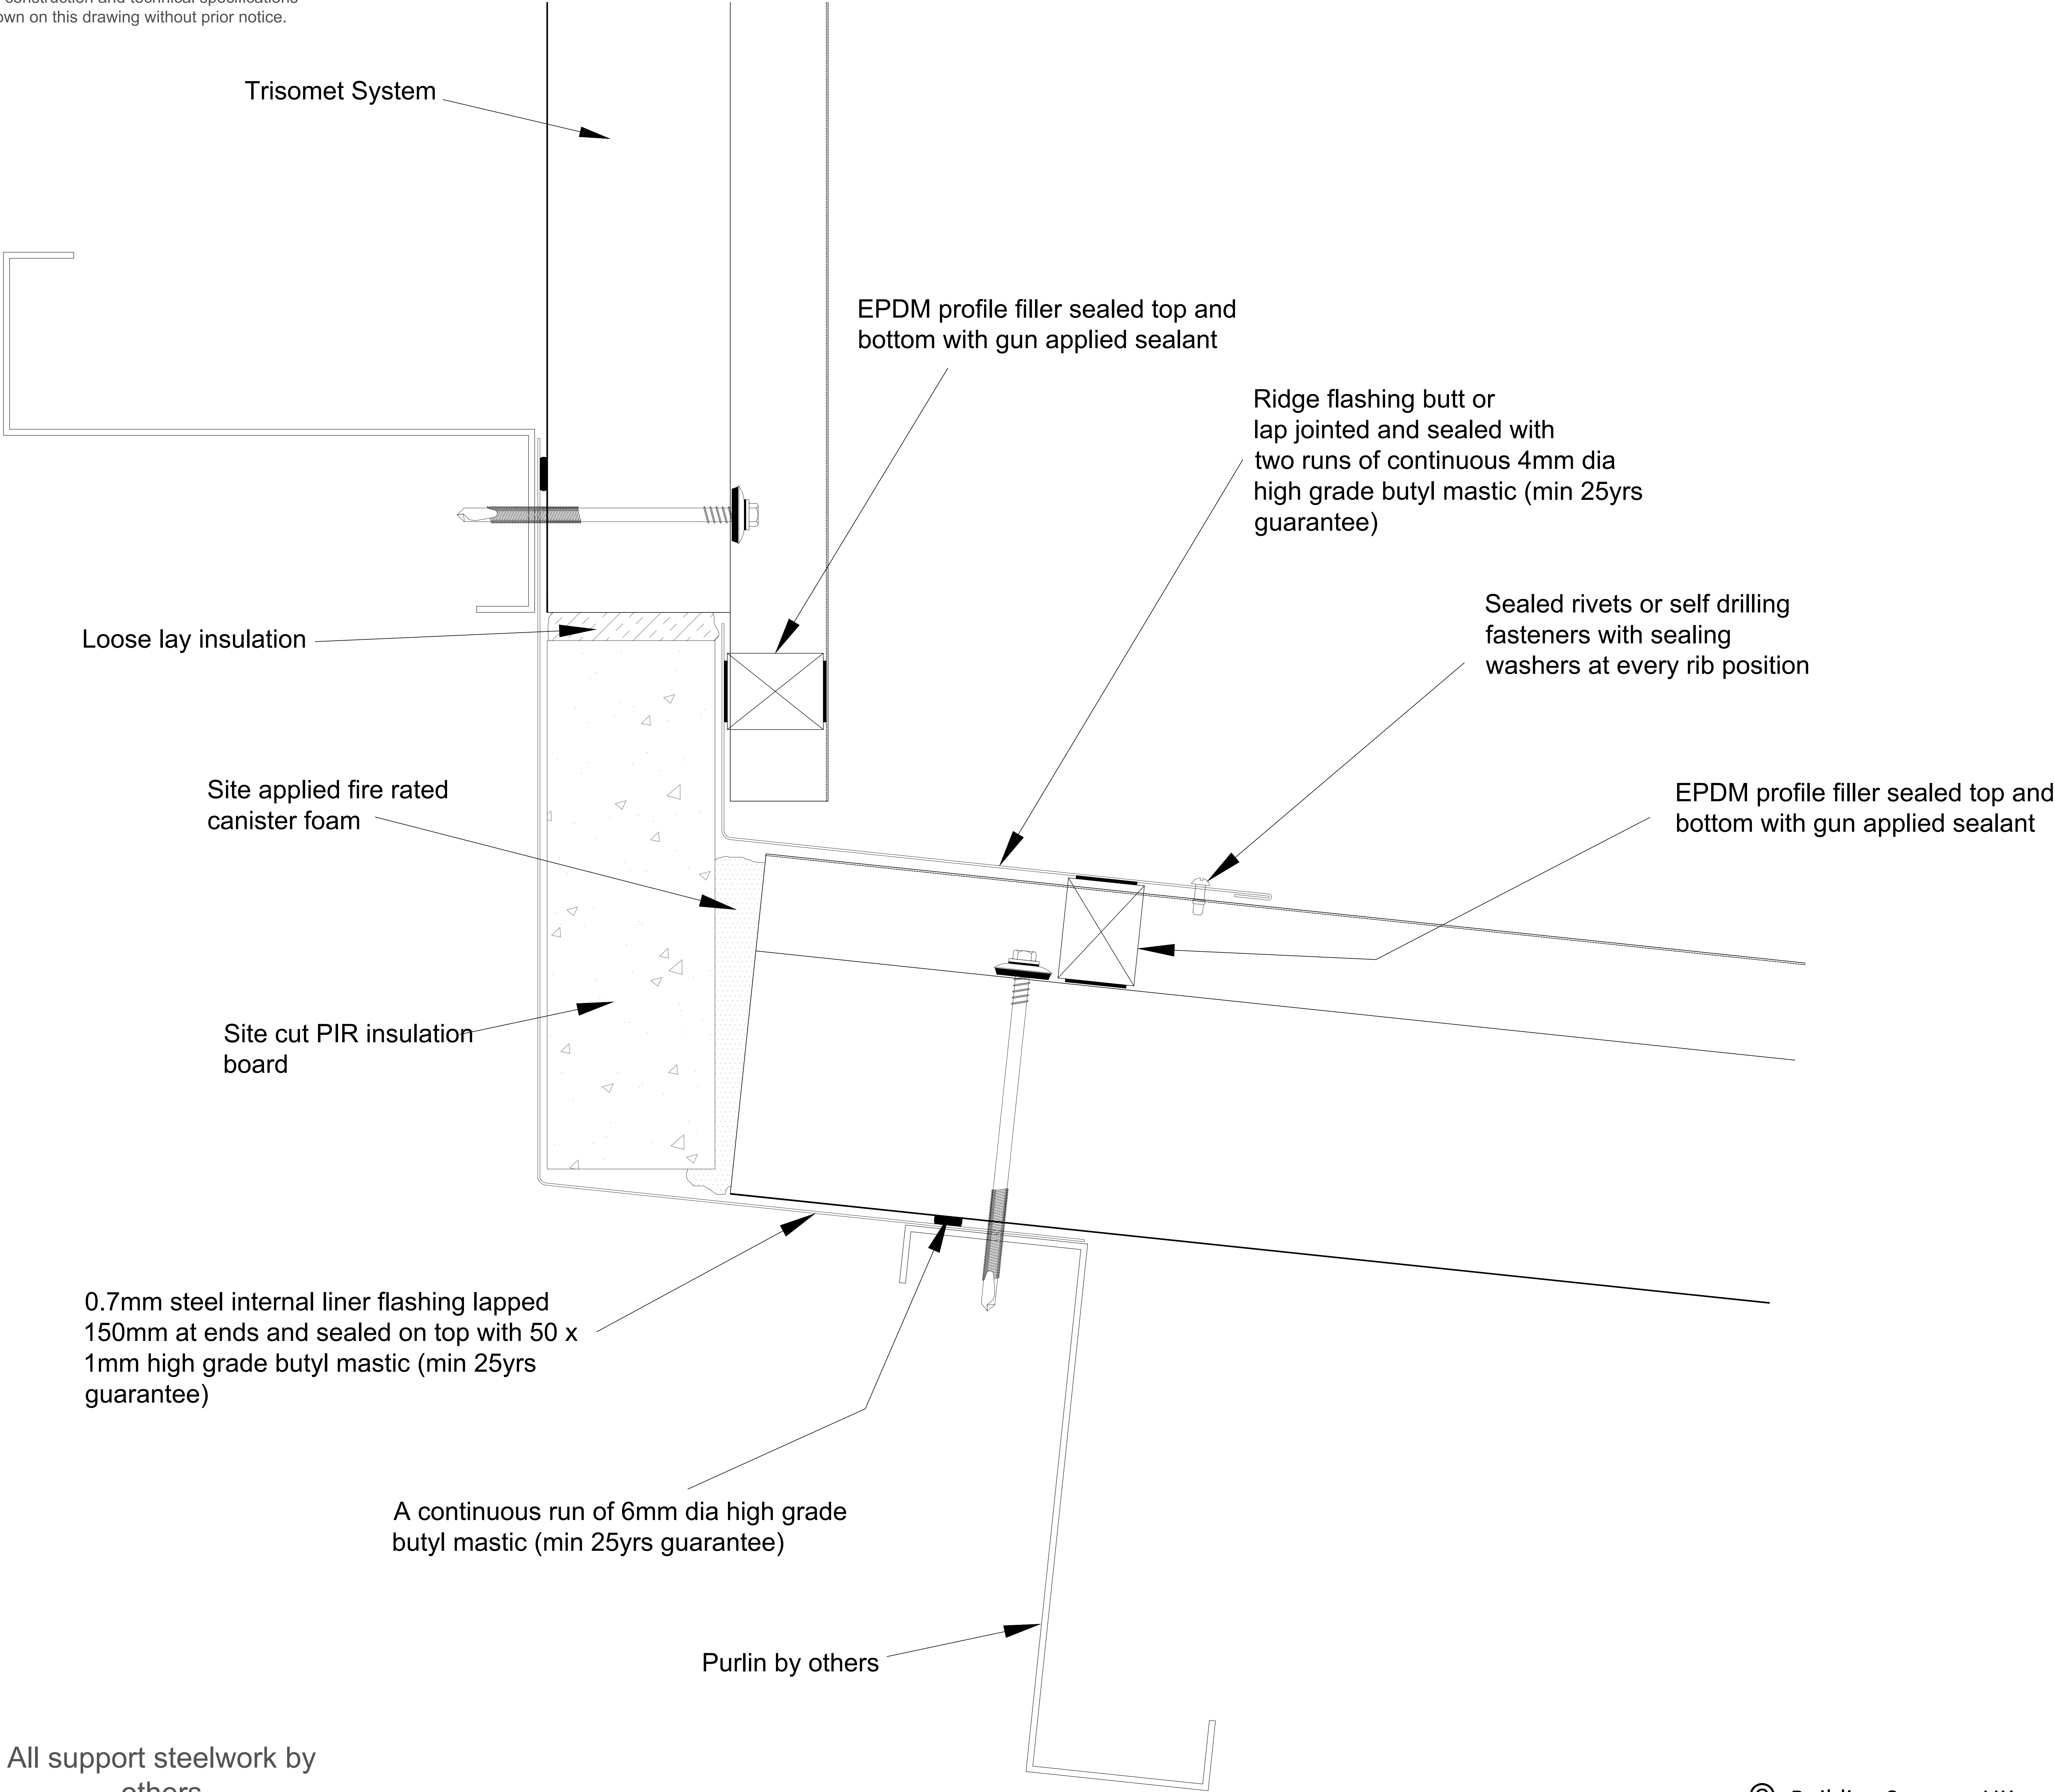 construction and technical specifications
own on this drawing without prior notice.
Trisomet System
EPDM profile filler sealed top and
bottom with gun applied sealant
Ridge flashing butt or
lap jointed and sealed with
two runs of continuous 4mm dia
high grade butyl mastic (min 25yrs
guarantee)
Sealed rivets or self drilling
fasteners with sealing
washers at every rib position
Loose lay insulation
Site applied fire rated
canister foam
EPDM profile filler sealed top and
bottom with gun applied sealant
Site cut PIR insulation
board
0.7mm steel internal liner flashing lapped
150mm at ends and sealed on top with 50 x
1mm high grade butyl mastic (min 25yrs
guarantee)
A continuous run of 6mm dia high grade
butyl mastic (min 25yrs guarantee)
Purlin by others
All support steelwork by
others